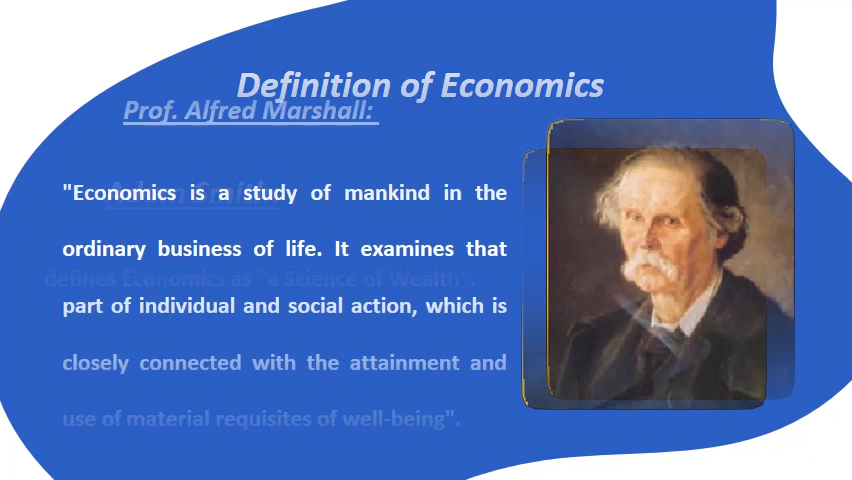 Definition of Economics
Prof. Alfred Marshall:
Adam Smith:
"Economics is a study of mankind in the
ordinary business of life. It examines that
defines Economics as "a Science of Wealth".
part of individual and social action, which is
closely connected with the attainment and
use of material requisites of well-being".